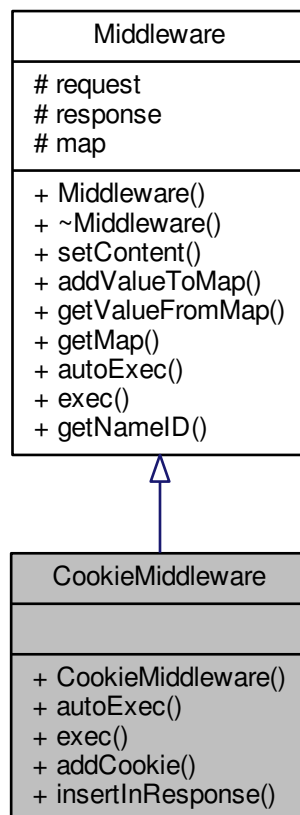 Middleware
# request
# response
# map
+ Middleware()
+ ~Middleware()
+ setContent()
+ addValueToMap()
+ getValueFromMap()
+ getMap()
+ autoExec()
+ exec()
+ getNameID()
CookieMiddleware
+ CookieMiddleware()
+ autoExec()
+ exec()
+ addCookie()
+ insertInResponse()